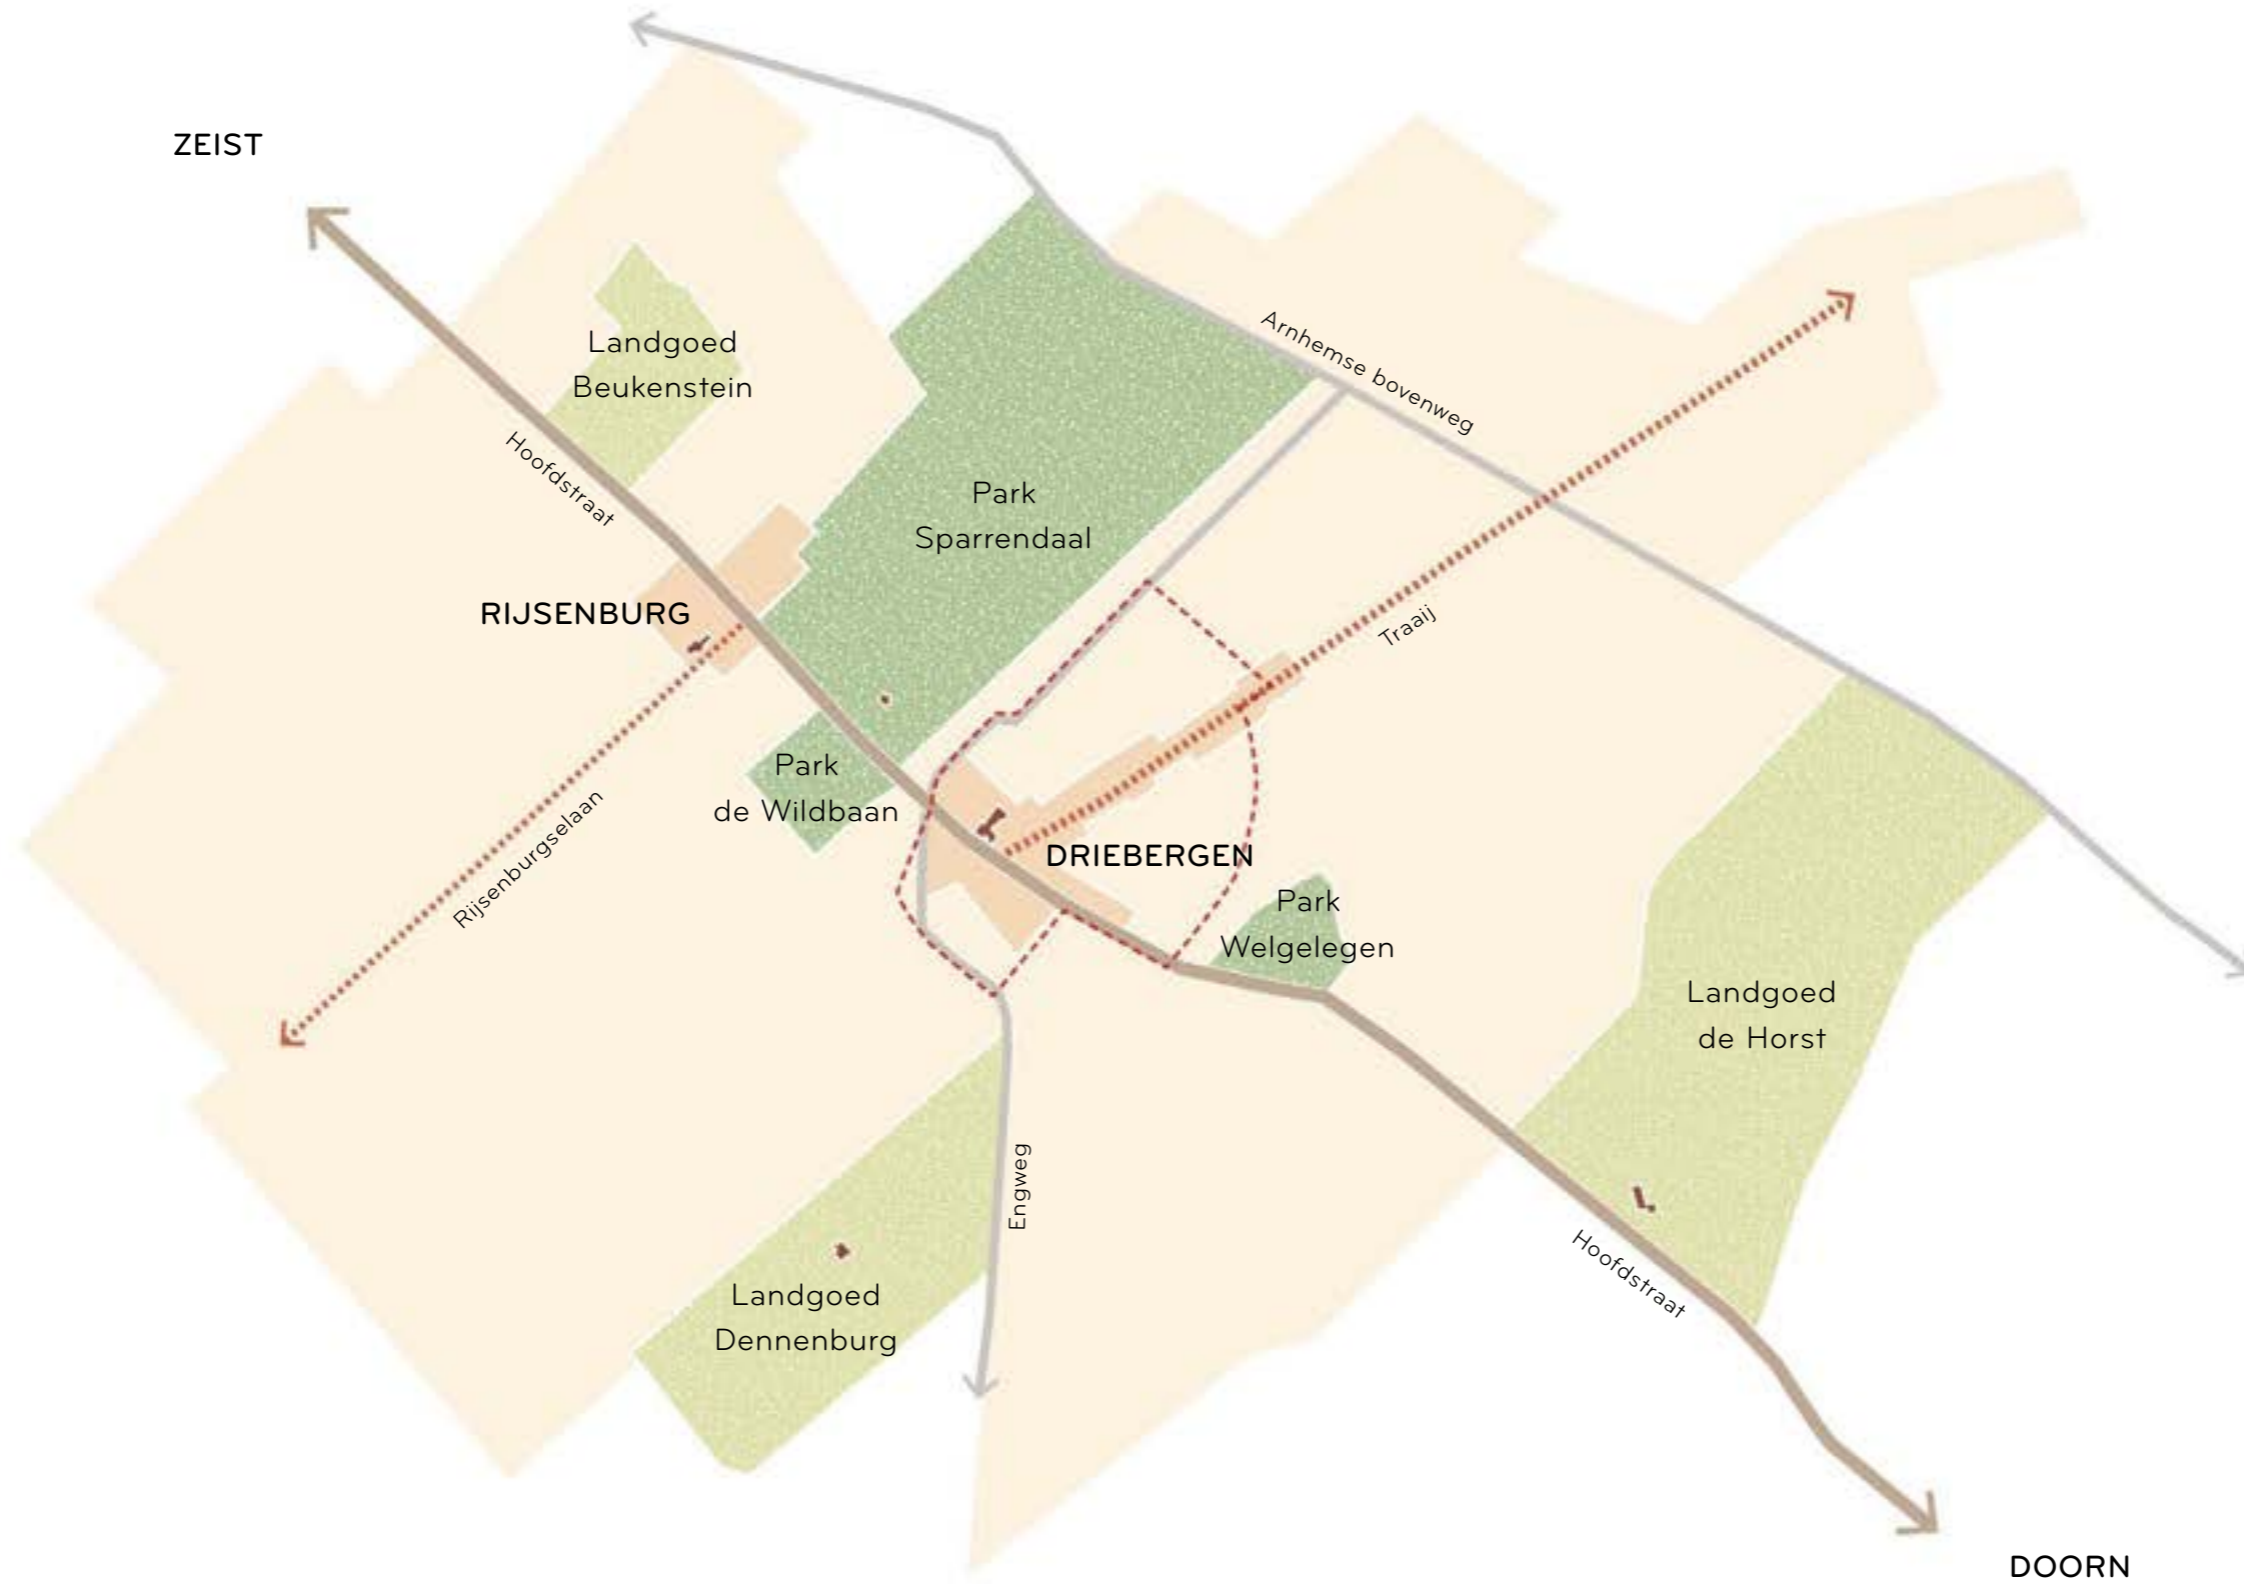 ZEIST
Landgoed
Beukenstein
Hoofdstraat
Arnhemse bovenweg
Park
Sparrendaal
RIJSENBURG
Traaij
Park
de Wildbaan
Rijsenburgselaan
DRIEBERGEN
Park
Welgelegen
Landgoed
de Horst
Engweg
Hoofdstraat
Landgoed
Dennenburg
DOORN